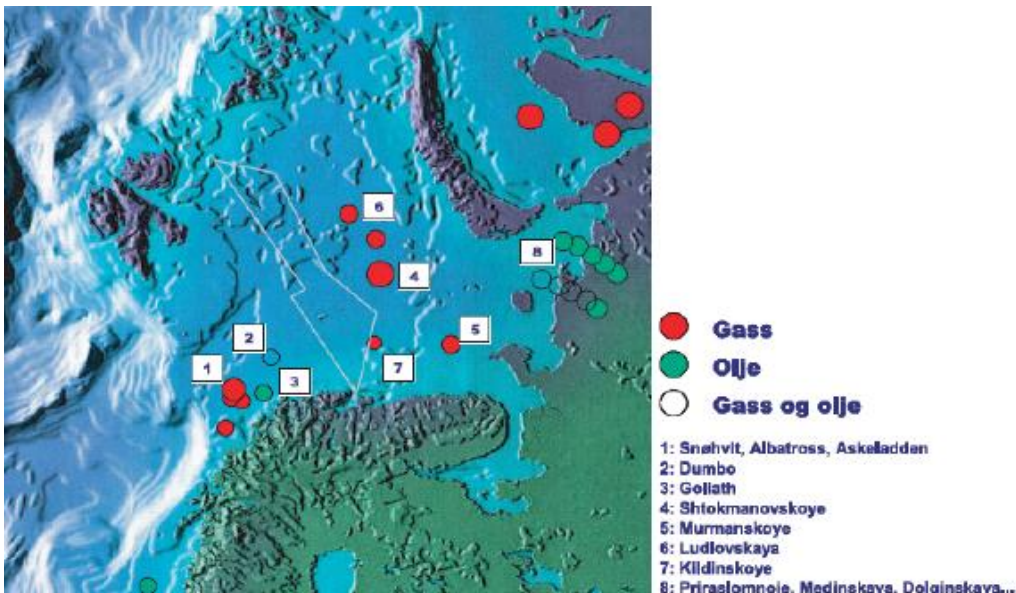 6
8
4
5
2
7
1
3
Gass
Olje
Gass og olje
1: Snøhvit, Albatross, Askeladden
2: Dumbo
3: Goliath
4: Shtokmanovskoye
5: Murmanskoye
6: Ludlovskaya
7: Kildinskoye
8: Priraslomnoie, Medinskaya, Dolginskaya...